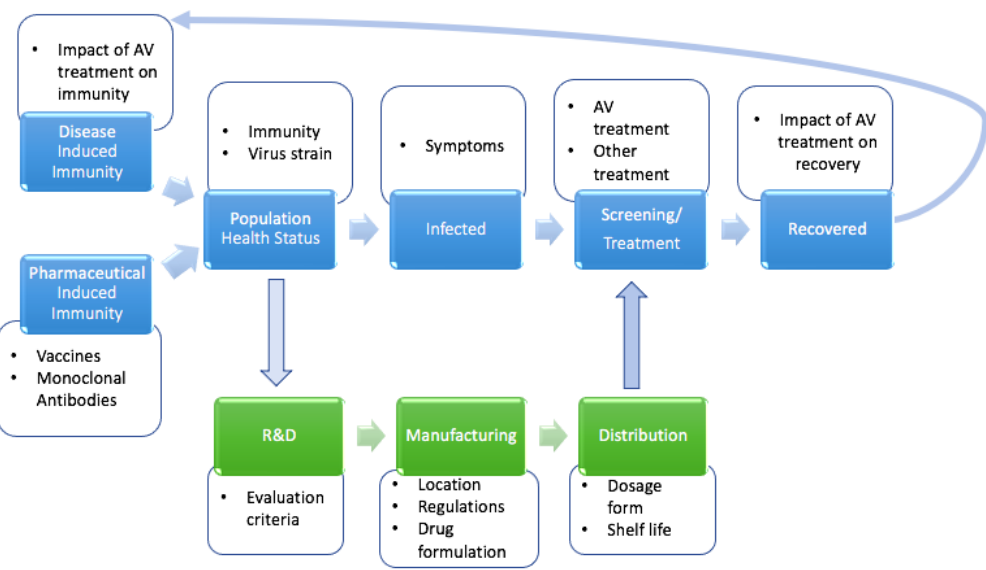 • Impact of AV
treatment on
immunity
Disease
Induced
Immunity
• Immunity
• Virus strain
Population
Health Status
• Symptoms
Infected
• AV
treatment
• Other
treatment
Screening/
Treatment
• Impact of AV
treatment on
recovery
Recovered
Pharmaceutical
Induced
Immunity
• Vaccines
• Monoclonal
Antibodies
R&D
• Evaluation
criteria
Manufacturing
• Location
• Regulations
• Drug
formulation
Distribution
• Dosage
form
• Shelf life